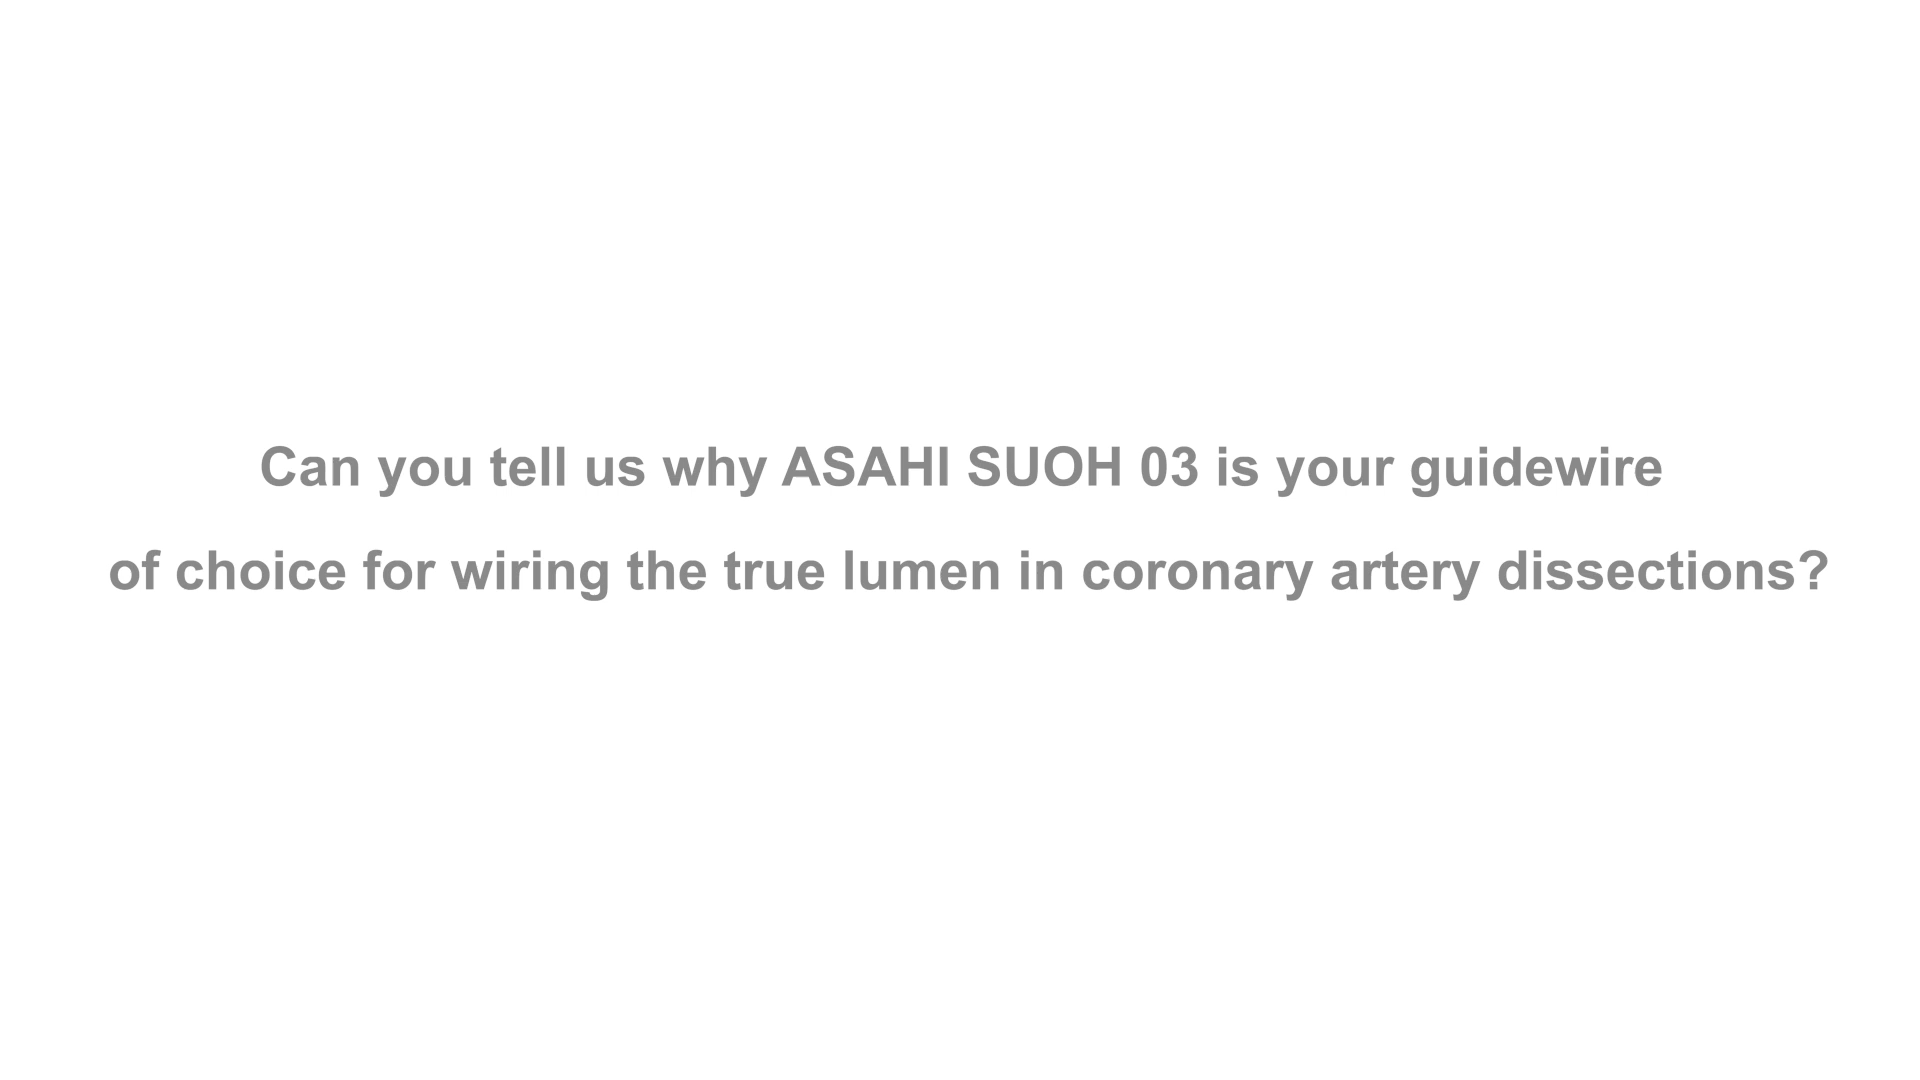 Can you tell us why ASAHI SUOH 03 is your guidewire
of choice for wiring the true lumen in coronary artery dissections?